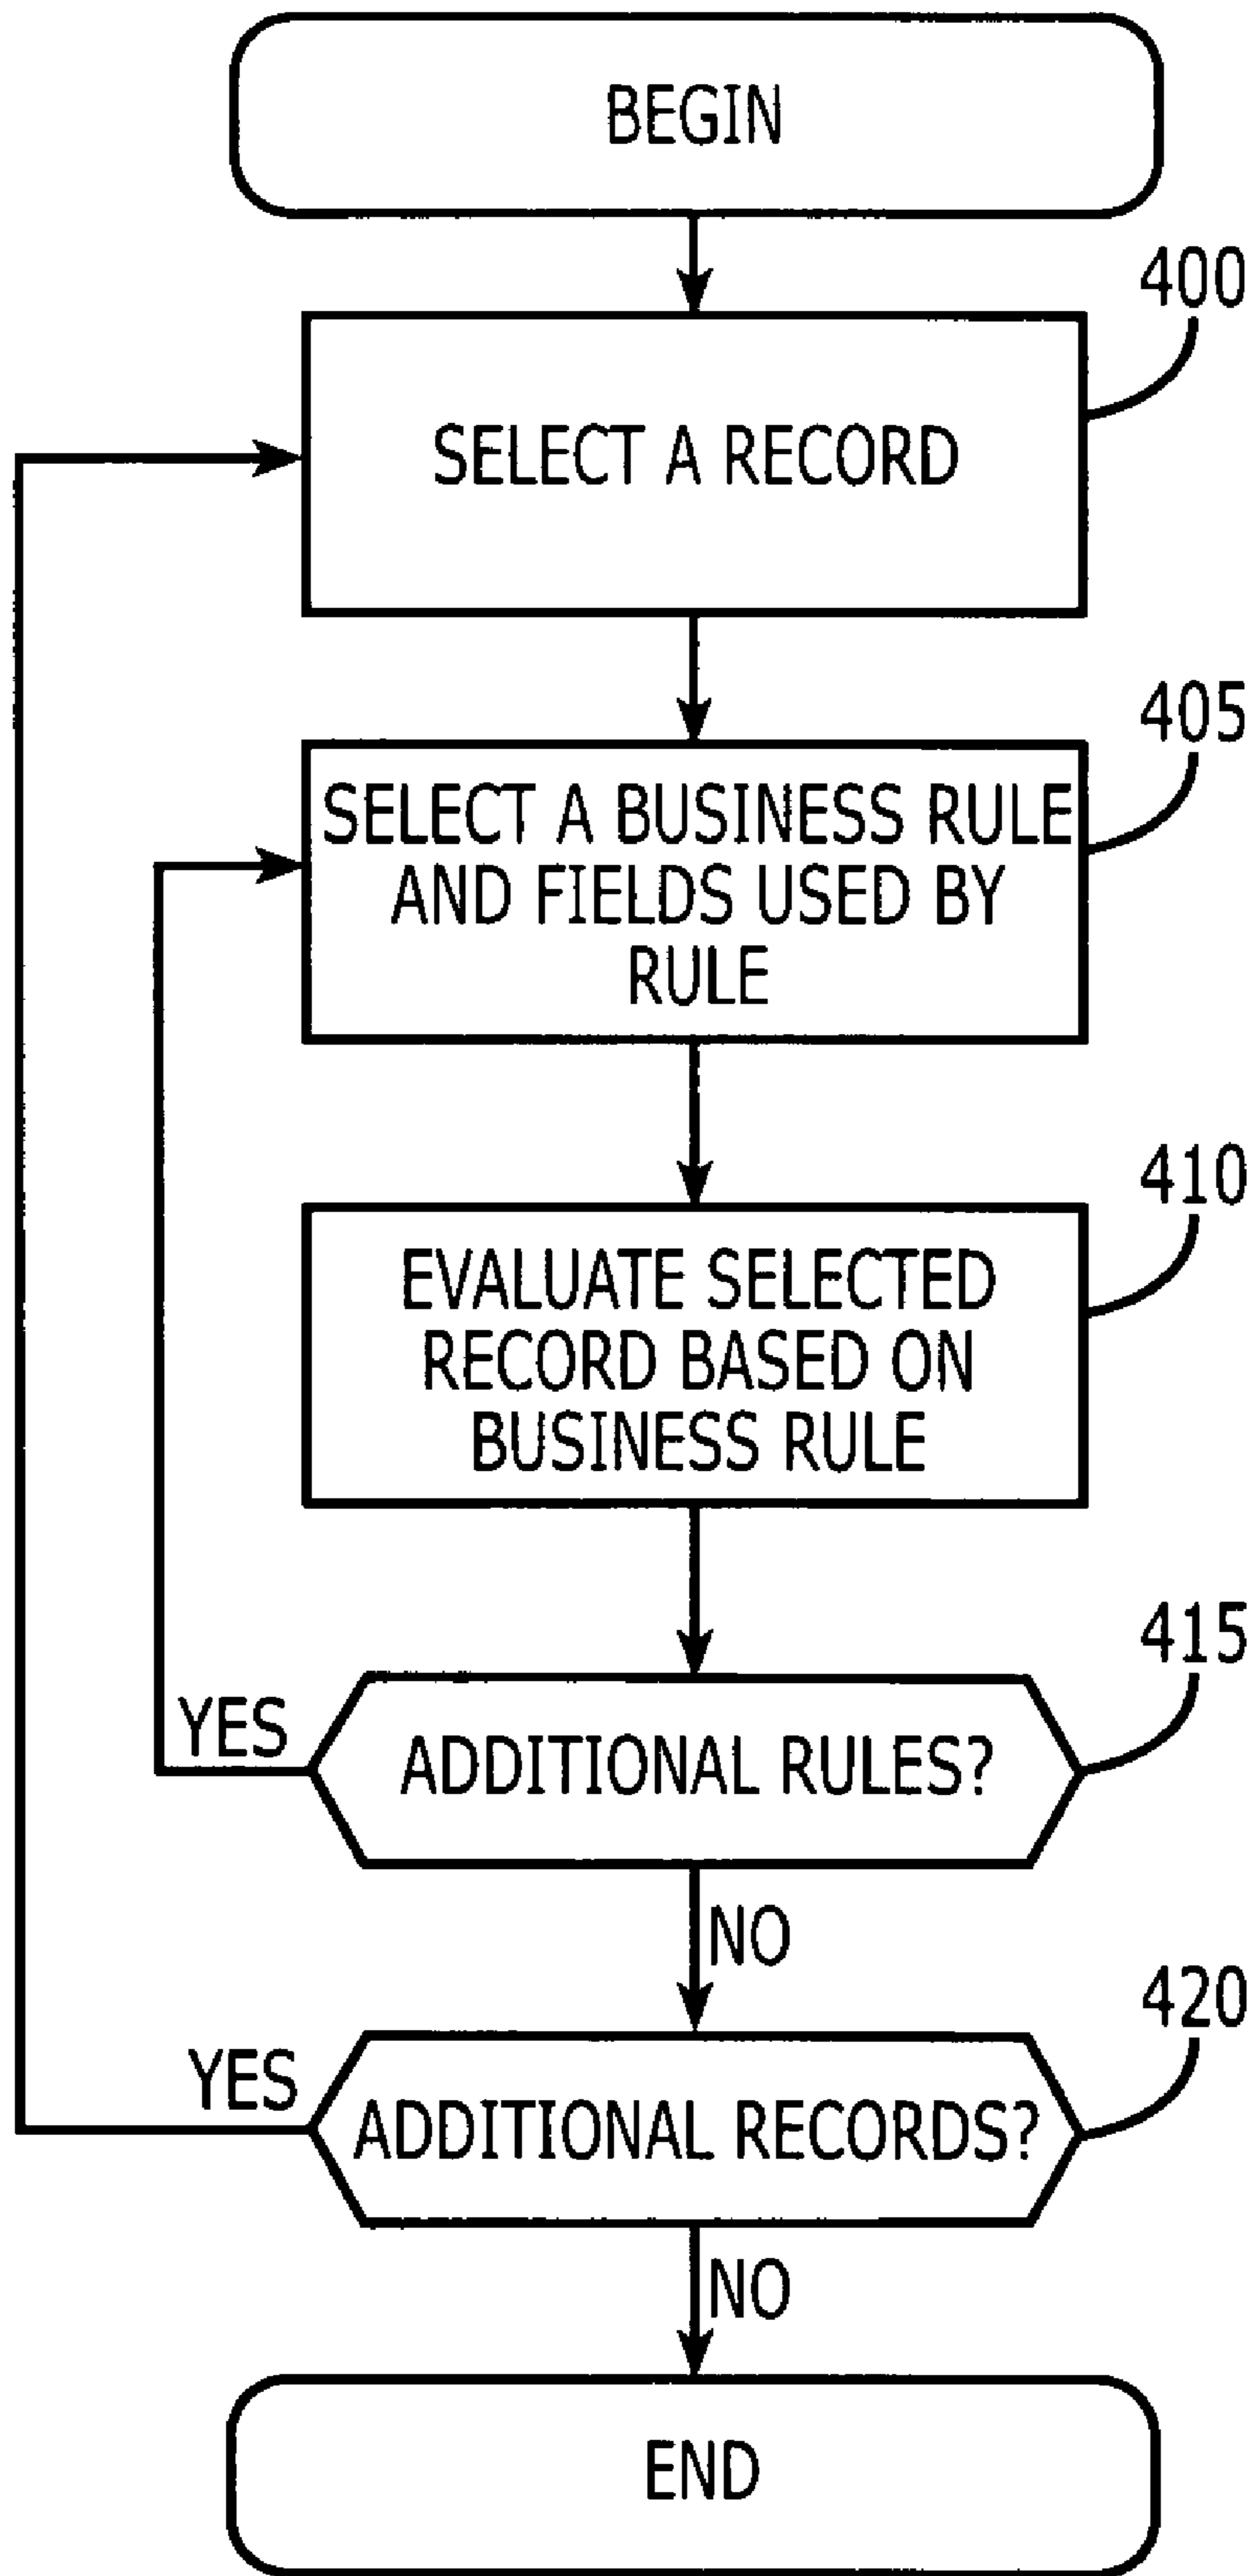 BEGIN
400
SELECT A RECORD
405
SELECT A BUSINESS RULE
AND FIELDS USED BY
RULE
410
EVALUATE SELECTED
RECORD BASED ON
BUSINESS RULE
415
YES
ADDITIONAL RULES?
NO
420
YES
ADDITIONAL RECORDS?
NO
END